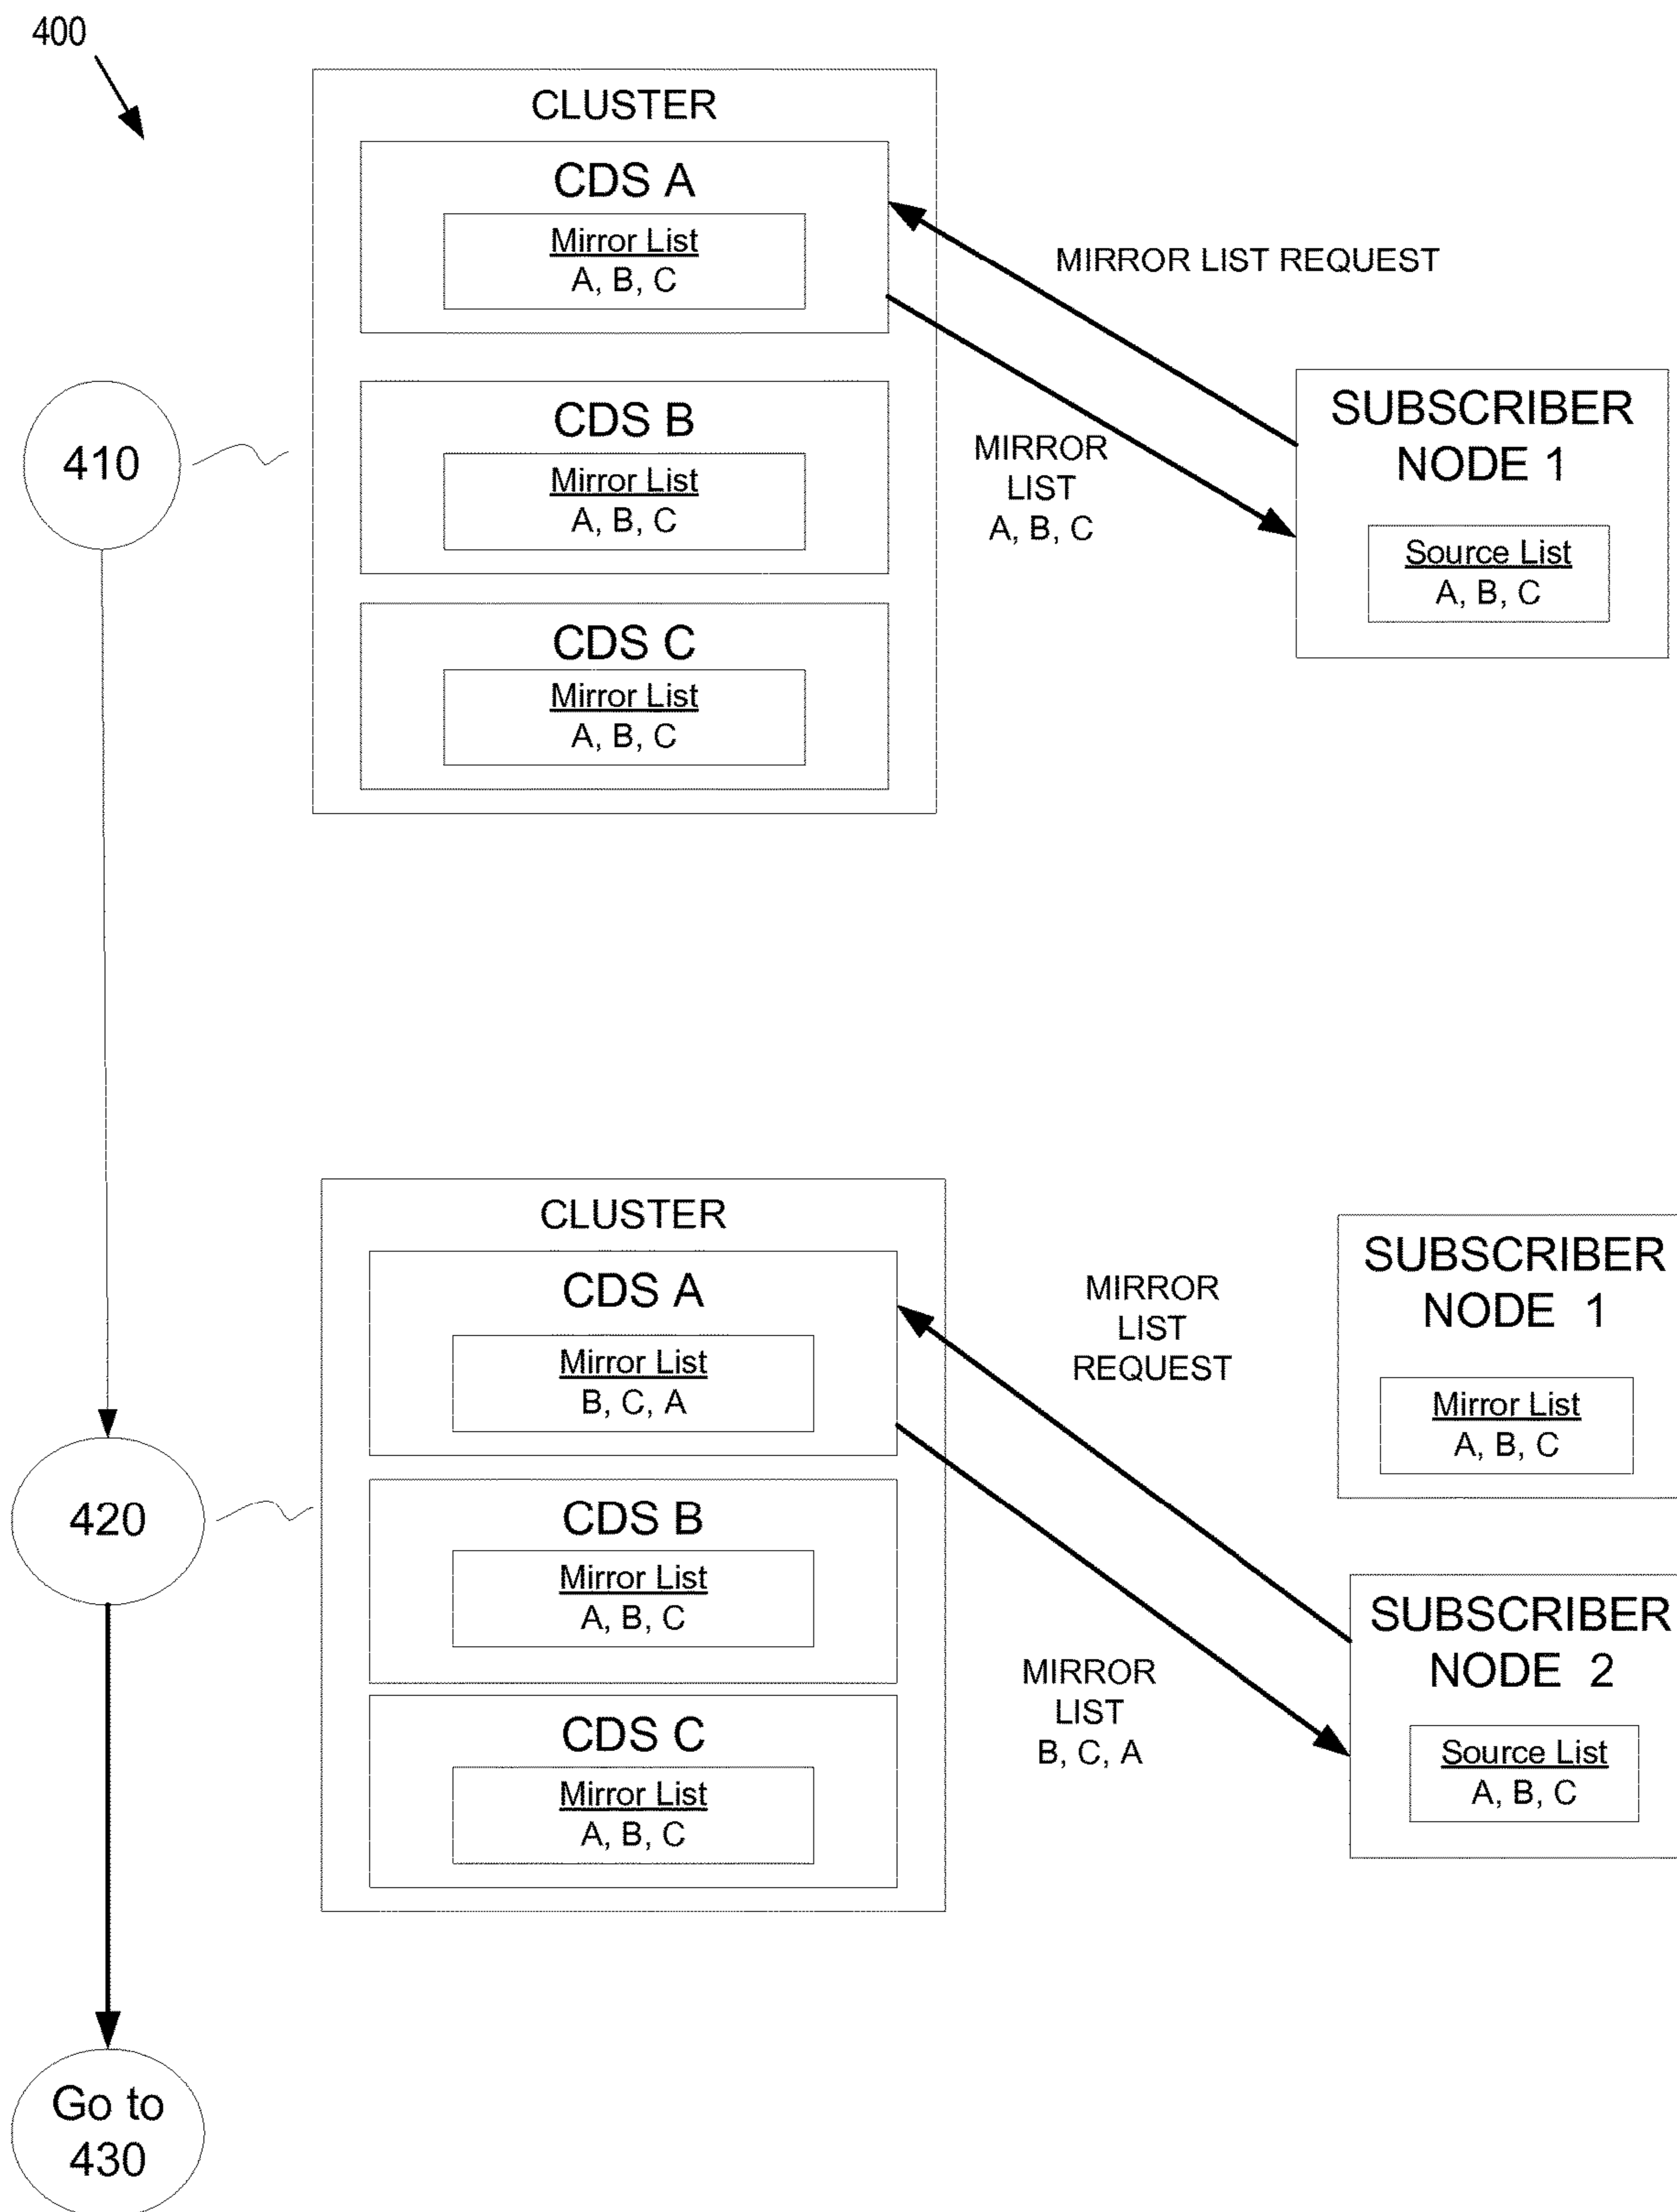 400
CLUSTER
CDS A
Mirror List
A, B, C
MIRROR LIST REQUEST
410
CDS B
Mirror List
A, B, C
MIRROR
LIST
A, B, C
SUBSCRIBER
NODE 1
Source List
A, B, C
CDS C
Mirror List
A, B, C
CLUSTER
CDS A
Mirror List
B, C, A
MIRROR
LIST
REQUEST
SUBSCRIBER
NODE 1
Mirror List
A, B, C
420
CDS B
Mirror List
A, B, C
SUBSCRIBER
NODE 2
Source List
A, B, C
MIRROR
LIST
B, C, A
CDS C
Mirror List
A, B, C
Go to
430